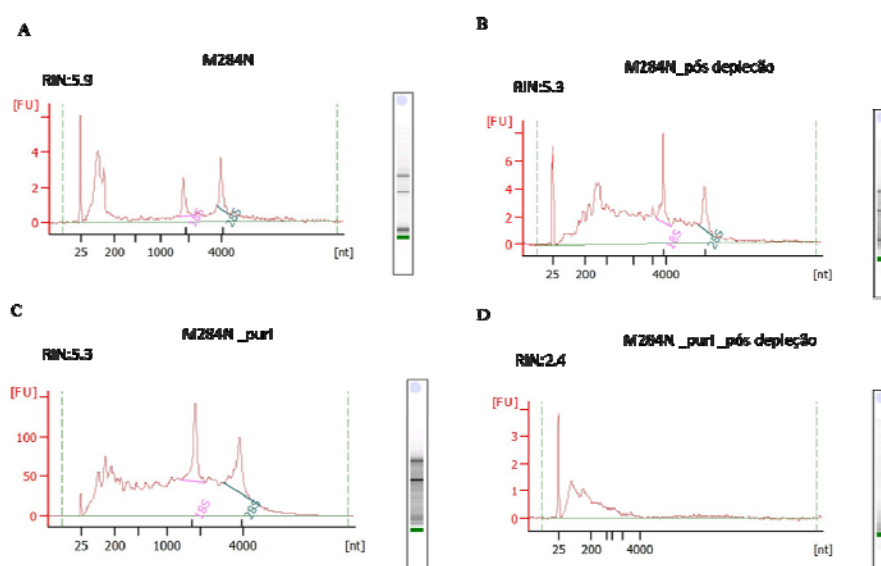 A
M284N
RIN:5.9
[FU]
4
2
0
18S
28S
25 200 1000 4000 [nt]
B
M284N_pós depleção
RIN:5.3
[FU]
6
4
2
0
18S
28S
25 200 4000 [nt]
C
M284N _puri
RIN:5.3
[FU]
100
50
0
18S
28S
25 200 1000 4000 [nt]
D
M284N _puri _pós depleção
RIN:2.4
[FU]
3
2
1
0
25 200 4000 [nt]